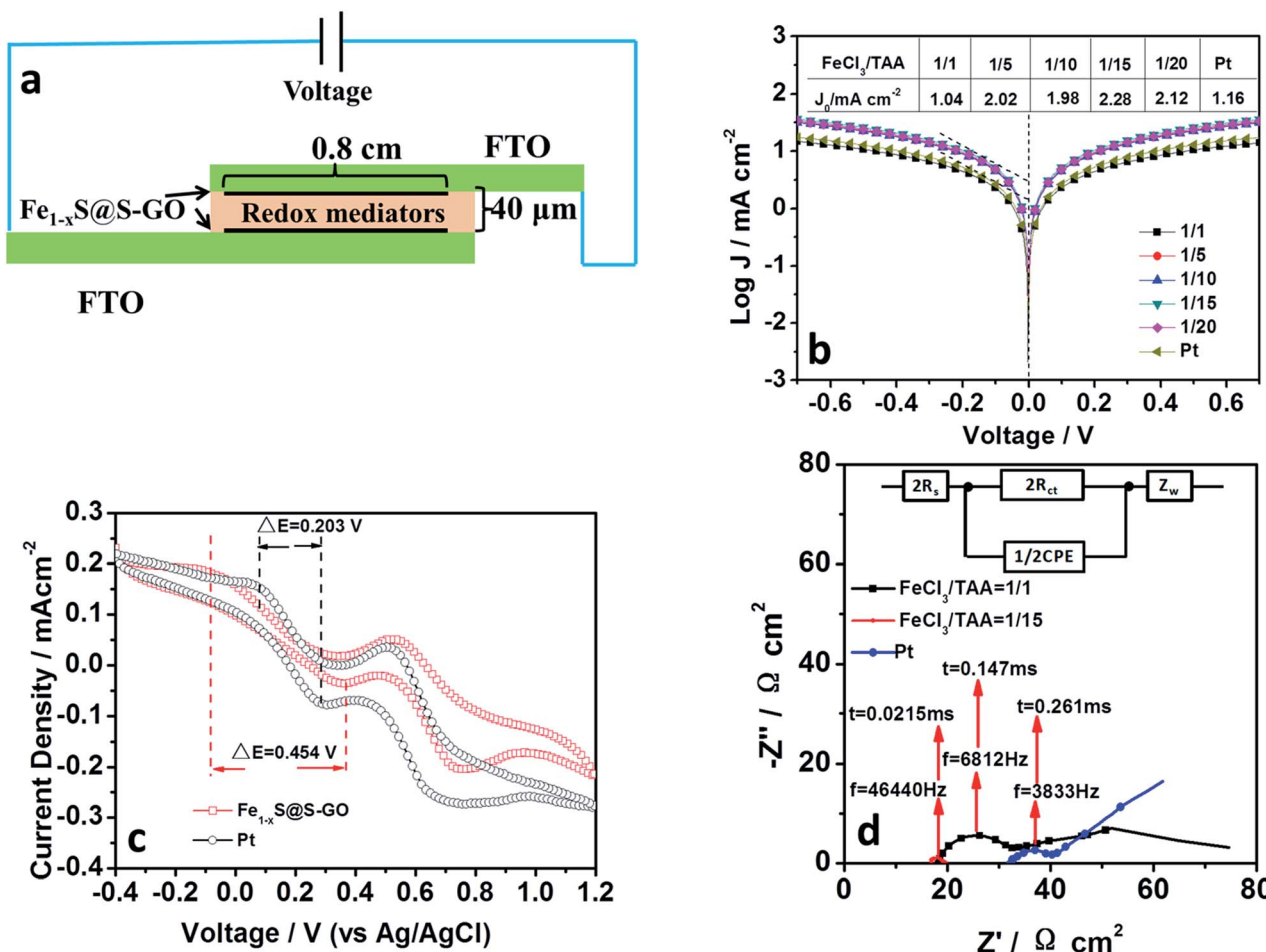 a
Voltage
0.8 cm
FTO
Fe1-xS@S-GO
Redox mediators
40 μm
FTO
FeCl3/TAA 1/1 1/5 1/10 1/15 1/20 Pt
J0/mA cm-2 1.04 2.02 1.98 2.28 2.12 1.16
3
2
1
0
-1
-2
-3
Log J / mA cm-2
1/1
1/5
1/10
1/15
1/20
Pt
b
-0.6 -0.4 -0.2 0.0 0.2 0.4 0.6
Voltage / V
0.3
0.2
0.1
0.0
-0.1
-0.2
-0.3
-0.4
Current Density / mAcm-2
△E=0.203 V
△E=0.454 V
Fe1-xS@S-GO
Pt
c
-0.4 -0.2 0.0 0.2 0.4 0.6 0.8 1.0 1.2
Voltage / V (vs Ag/AgCl)
80
60
40
20
0
-Z'' / Ω cm2
2Rs
2Rct
Zw
1/2CPE
FeCl3/TAA=1/1
FeCl3/TAA=1/15
Pt
t=0.147ms
t=0.0215ms
t=0.261ms
f=6812Hz
f=46440Hz
f=3833Hz
d
0 20 40 60 80
Z' / Ω cm2